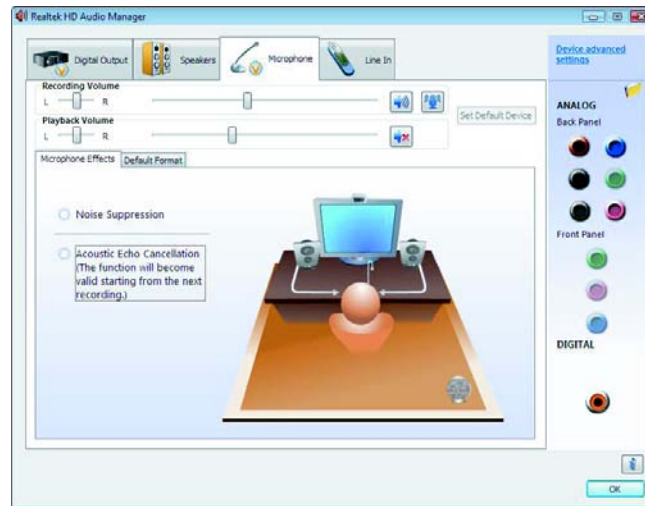 Realtek HD Audio Manager
Digital Output
Speakers
Microphone
Line In
Device advanced
settings
Recording Volume
L
R
Set Default Device
Playback Volume
L
R
Microphone Effects
Default Format
Noise Suppression
Acoustic Echo Cancellation
(The function will become
valid starting from the next
recording.)
ANALOG
Back Panel
Front Panel
DIGITAL
i
OK